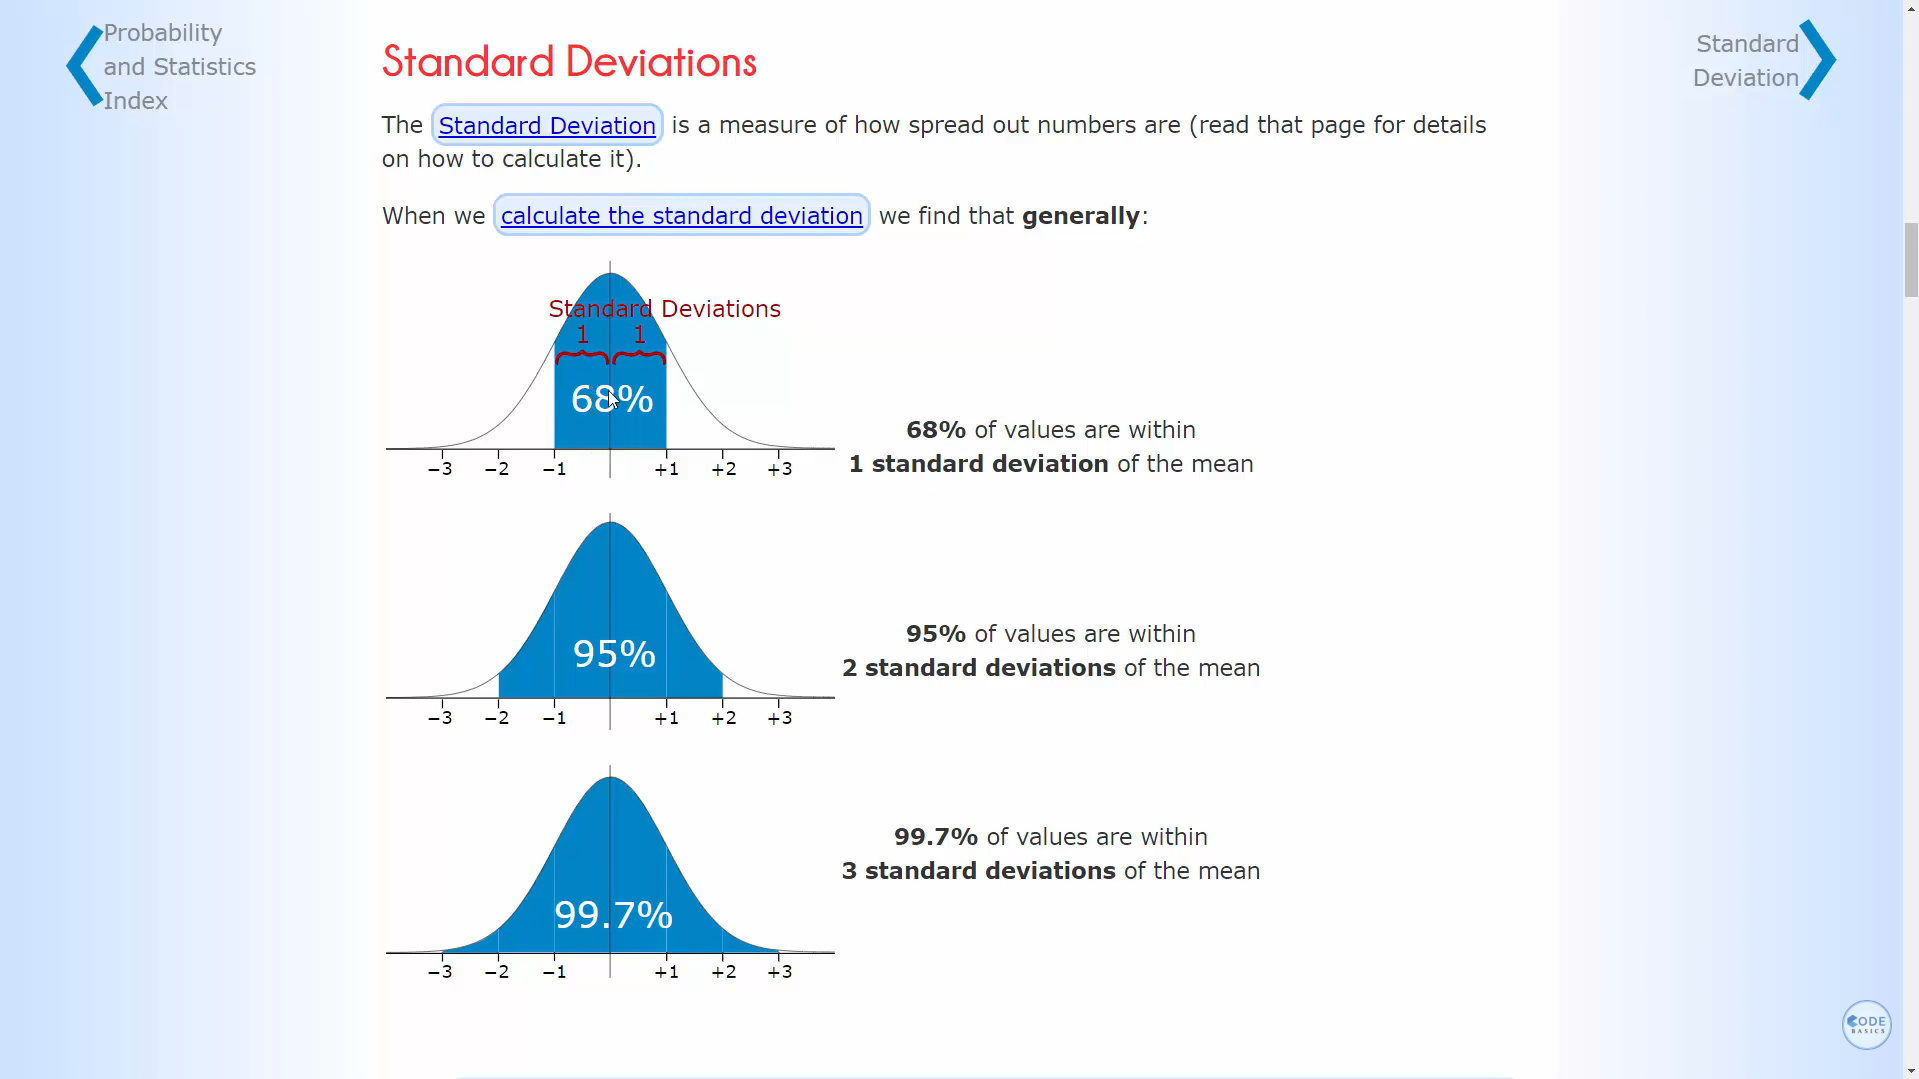 Probability
and Statistics
Index
Standard
Deviation
Standard Deviations
The Standard Deviation is a measure of how spread out numbers are (read that page for details
on how to calculate it).
When we calculate the standard deviation we find that generally:
Standard Deviations
1 1
68%
−3 −2 −1 +1 +2 +3
68% of values are within
1 standard deviation of the mean
95%
−3 −2 −1 +1 +2 +3
95% of values are within
2 standard deviations of the mean
99.7%
−3 −2 −1 +1 +2 +3
99.7% of values are within
3 standard deviations of the mean
CODE
BASICS